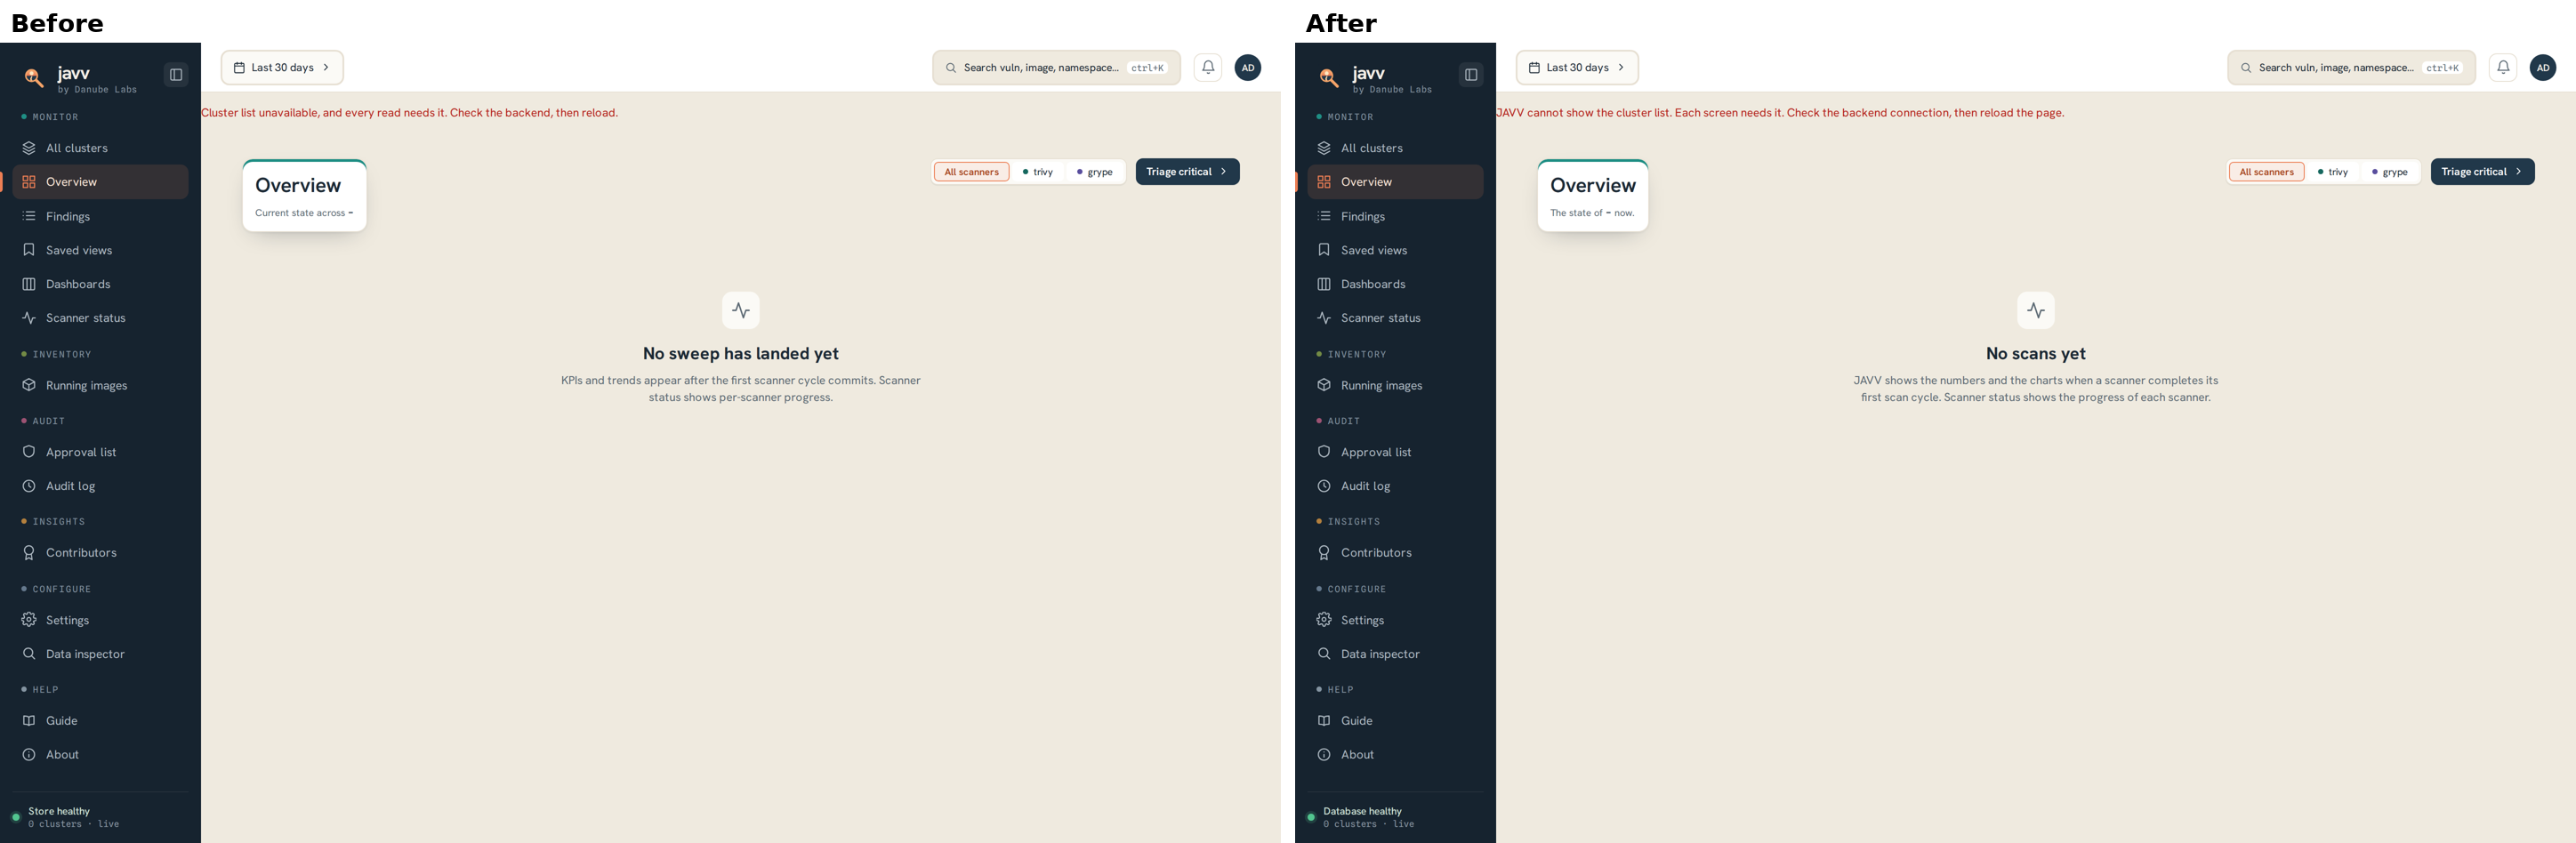 Before
javv
by Danube Labs
MONITOR
All clusters
Overview
Findings
Saved views
Dashboards
Scanner status
INVENTORY
Running images
AUDIT
Approval list
Audit log
INSIGHTS
Contributors
CONFIGURE
Settings
Data inspector
HELP
Guide
About
Store healthy
0 clusters · live
Last 30 days
Search vuln, image, namespace... ctrl+K
AD
Cluster list unavailable, and every read needs it. Check the backend, then reload.
Overview
Current state across –
All scanners
trivy
grype
Triage critical
No sweep has landed yet
KPIs and trends appear after the first scanner cycle commits. Scanner
status shows per-scanner progress.
After
javv
by Danube Labs
MONITOR
All clusters
Overview
Findings
Saved views
Dashboards
Scanner status
INVENTORY
Running images
AUDIT
Approval list
Audit log
INSIGHTS
Contributors
CONFIGURE
Settings
Data inspector
HELP
Guide
About
Database healthy
0 clusters · live
Last 30 days
Search vuln, image, namespace... ctrl+K
AD
JAVV cannot show the cluster list. Each screen needs it. Check the backend connection, then reload the page.
Overview
The state of – now.
All scanners
trivy
grype
Triage critical
No scans yet
JAVV shows the numbers and the charts when a scanner completes its
first scan cycle. Scanner status shows the progress of each scanner.